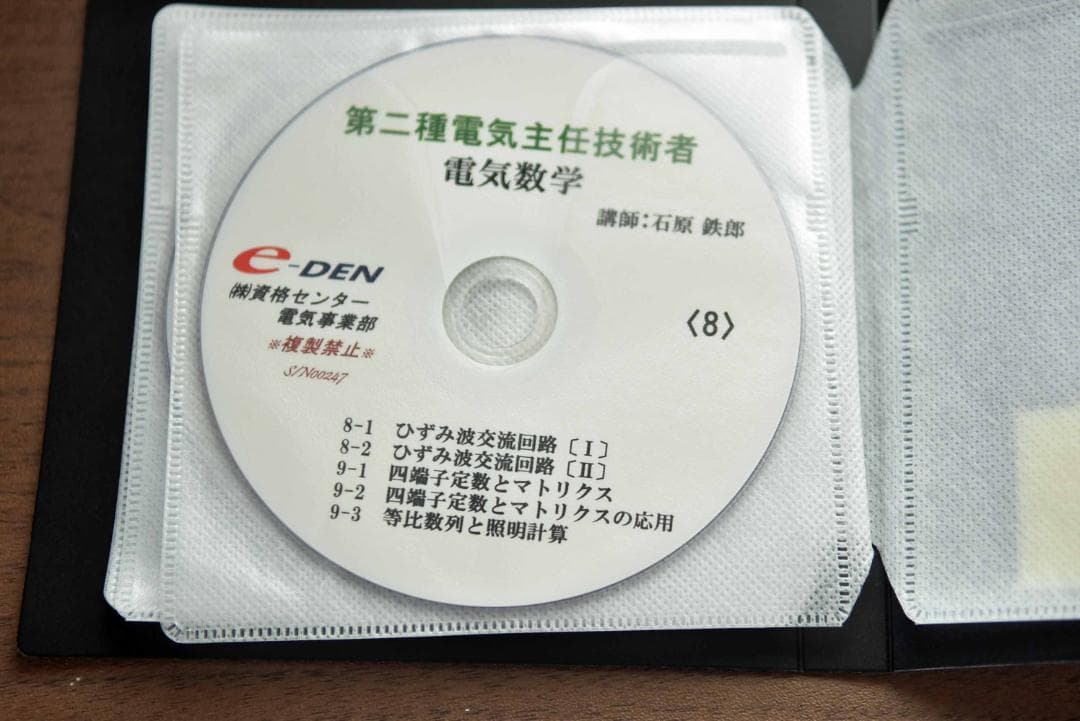 第二種電気主任技術者
電気数学
講師:石原 鉄郎
e-DEN
㈱資格センター
電気事業部
※複製禁止※
S/N00247
〈8〉
8-1 ひずみ波交流回路〔Ⅰ〕
8-2 ひずみ波交流回路〔Ⅱ〕
9-1 四端子定数とマトリクス
9-2 四端子定数とマトリクスの応用
9-3 等比数列と照明計算